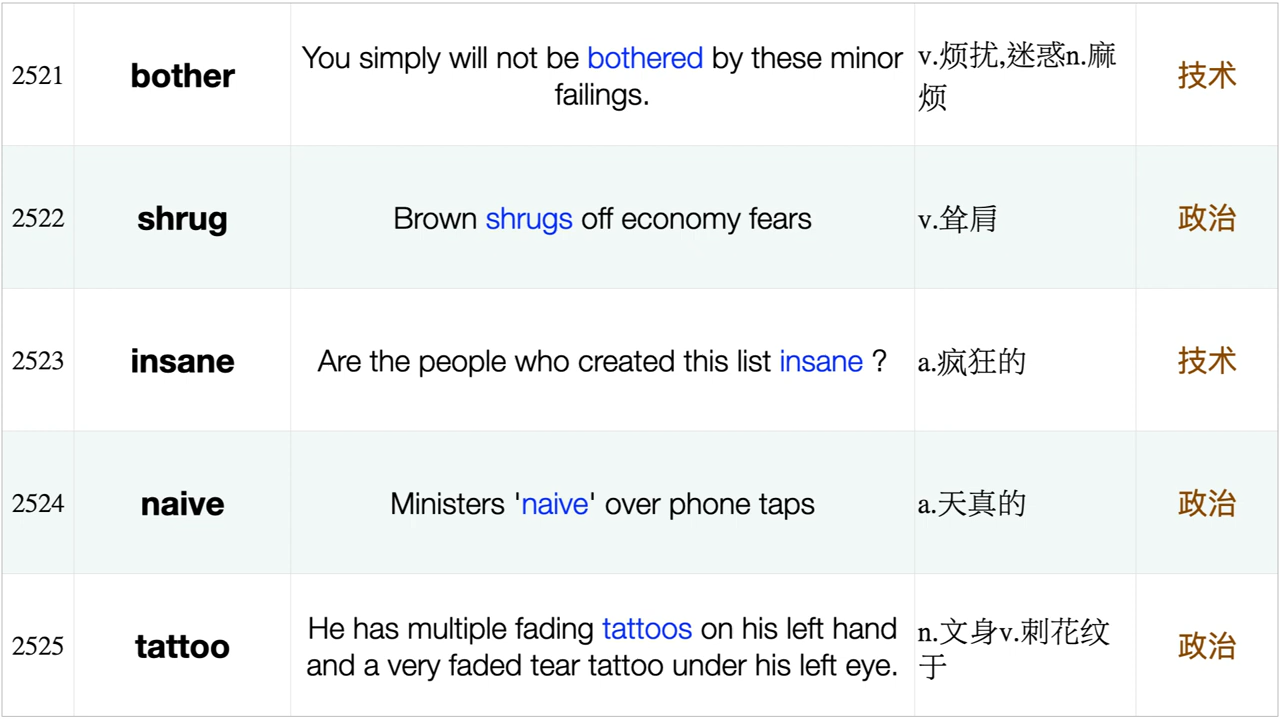 2521 bother You simply will not be bothered by these minor v.烦扰,迷惑n.麻 技术
failings. 烦
2522 shrug Brown shrugs off economy fears v.耸肩 政治
2523 insane Are the people who created this list insane ? a.疯狂的 技术
2524 naive Ministers 'naive' over phone taps a.天真的 政治
2525 tattoo He has multiple fading tattoos on his left hand n.文身v.刺花纹 政治
and a very faded tear tattoo under his left eye. 于